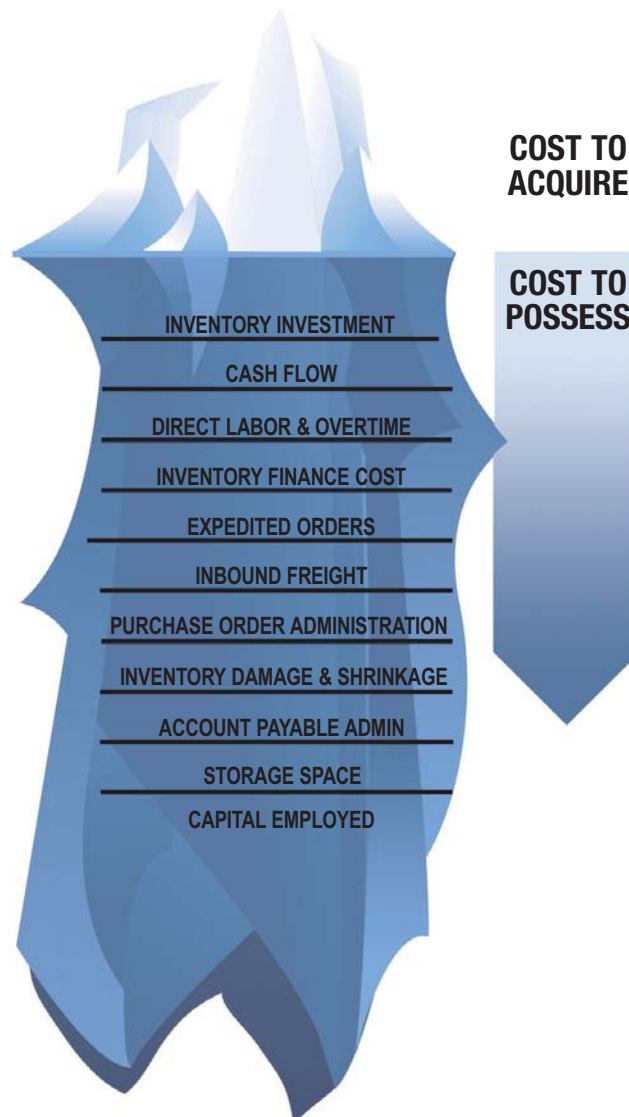 COST TO
ACQUIRE
COST TO
POSSESS
INVENTORY INVESTMENT
CASH FLOW
DIRECT LABOR & OVERTIME
INVENTORY FINANCE COST
EXPEDITED ORDERS
INBOUND FREIGHT
PURCHASE ORDER ADMINISTRATION
INVENTORY DAMAGE & SHRINKAGE
ACCOUNT PAYABLE ADMIN
STORAGE SPACE
CAPITAL EMPLOYED